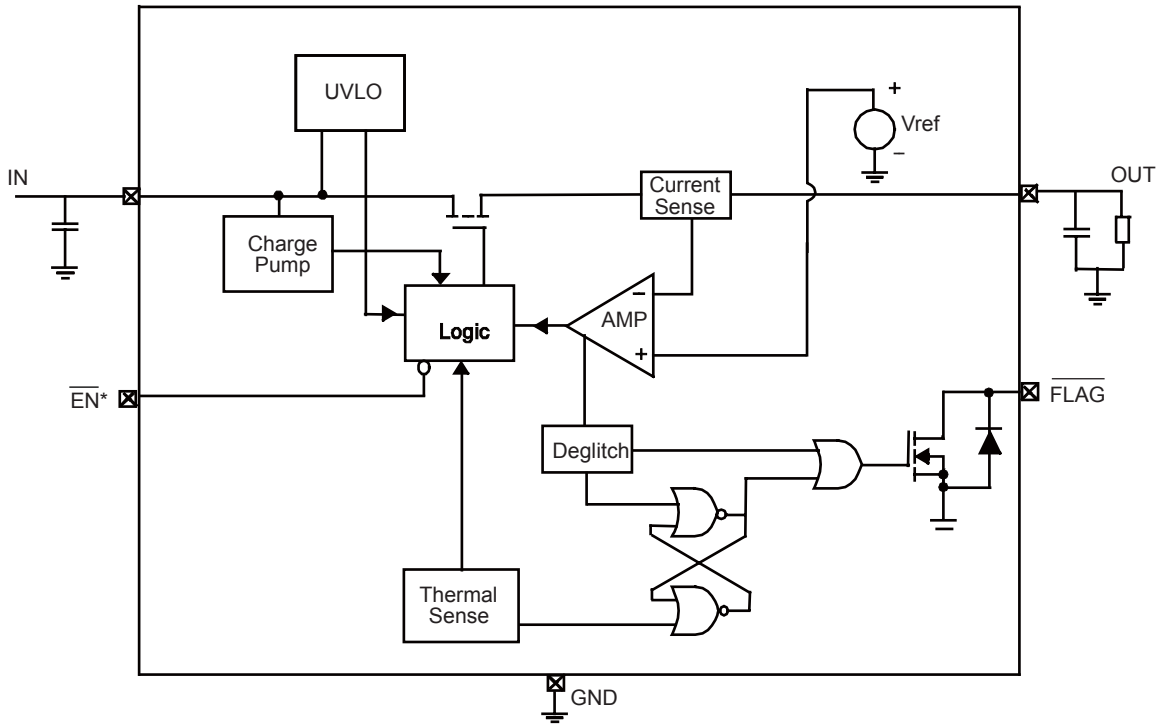 UVLO
+
Vref
−
IN
OUT
Current
Sense
Charge
Pump
−
AMP
+
Logic
EN*
FLAG
Deglitch
Thermal
Sense
GND